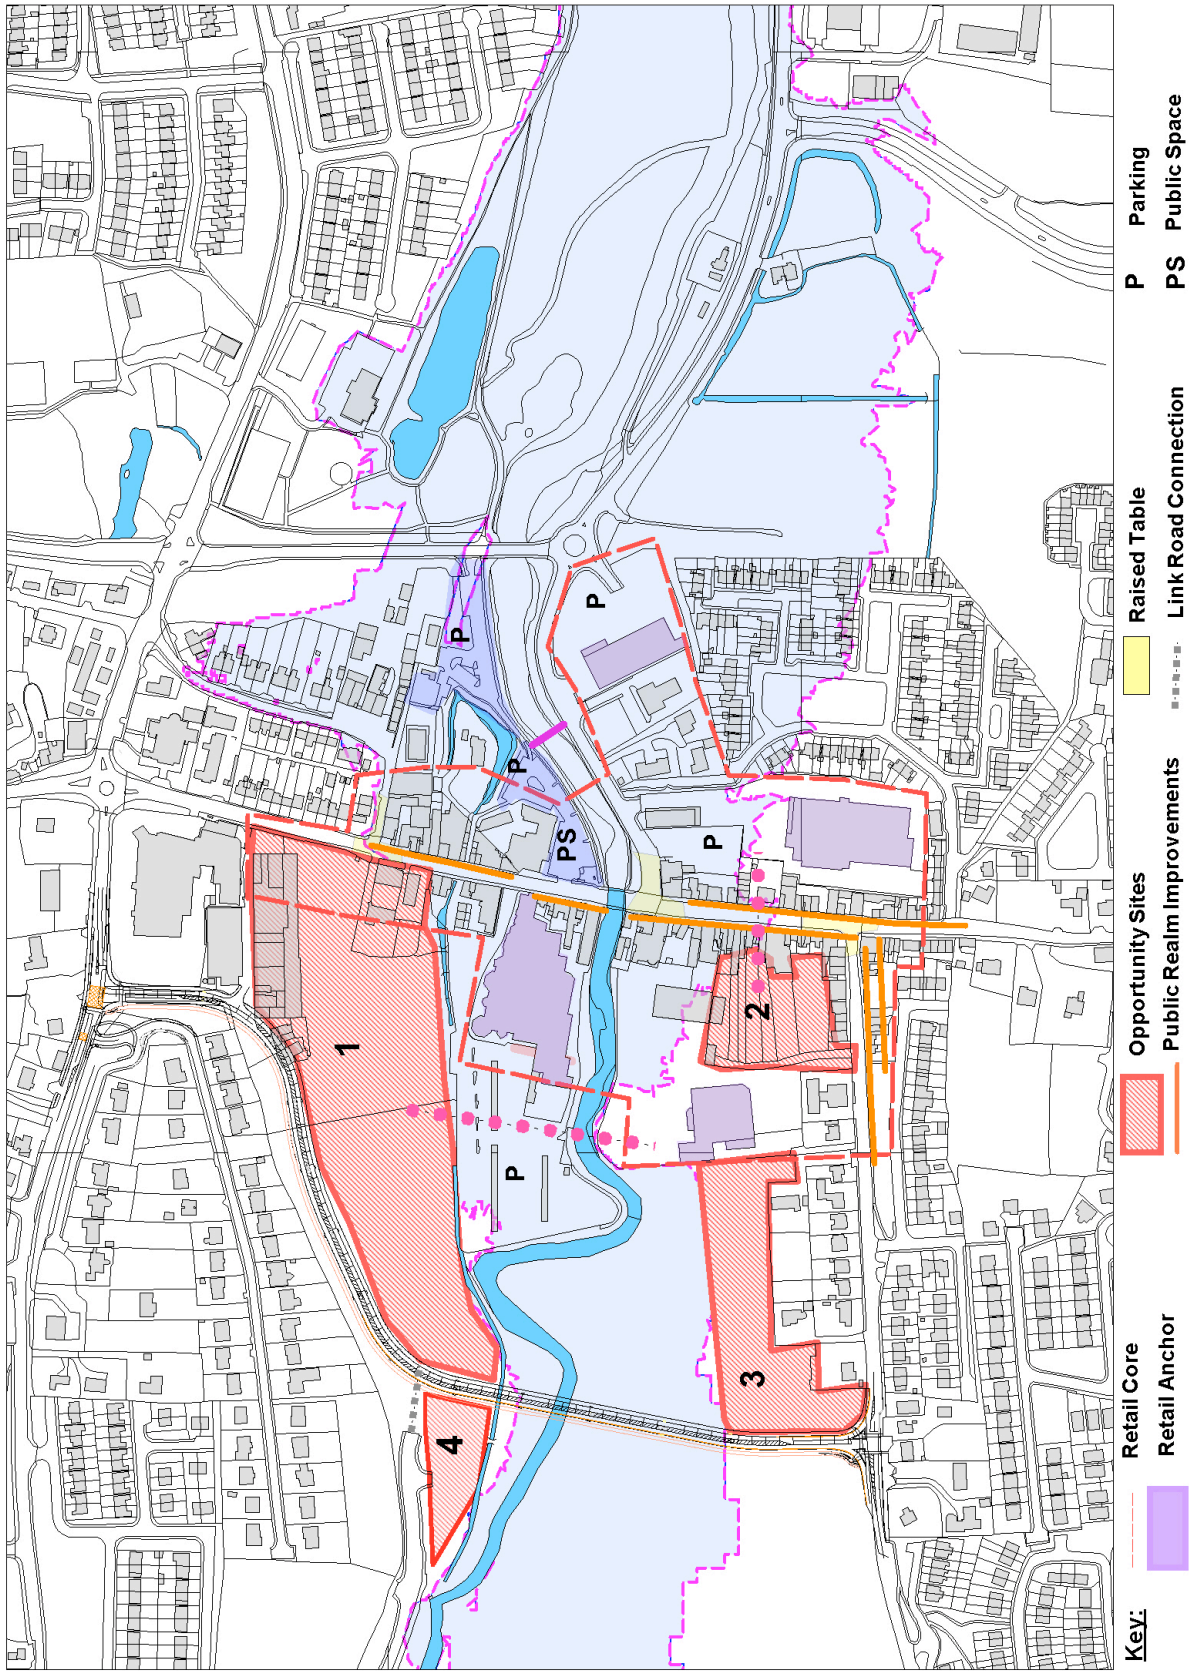 1
4
P
P
P
PS
P
P
3
2
Key:
Retail Core
Retail Anchor
Opportunity Sites
Public Realm Improvements
Raised Table
Link Road Connection
P Parking
PS Public Space